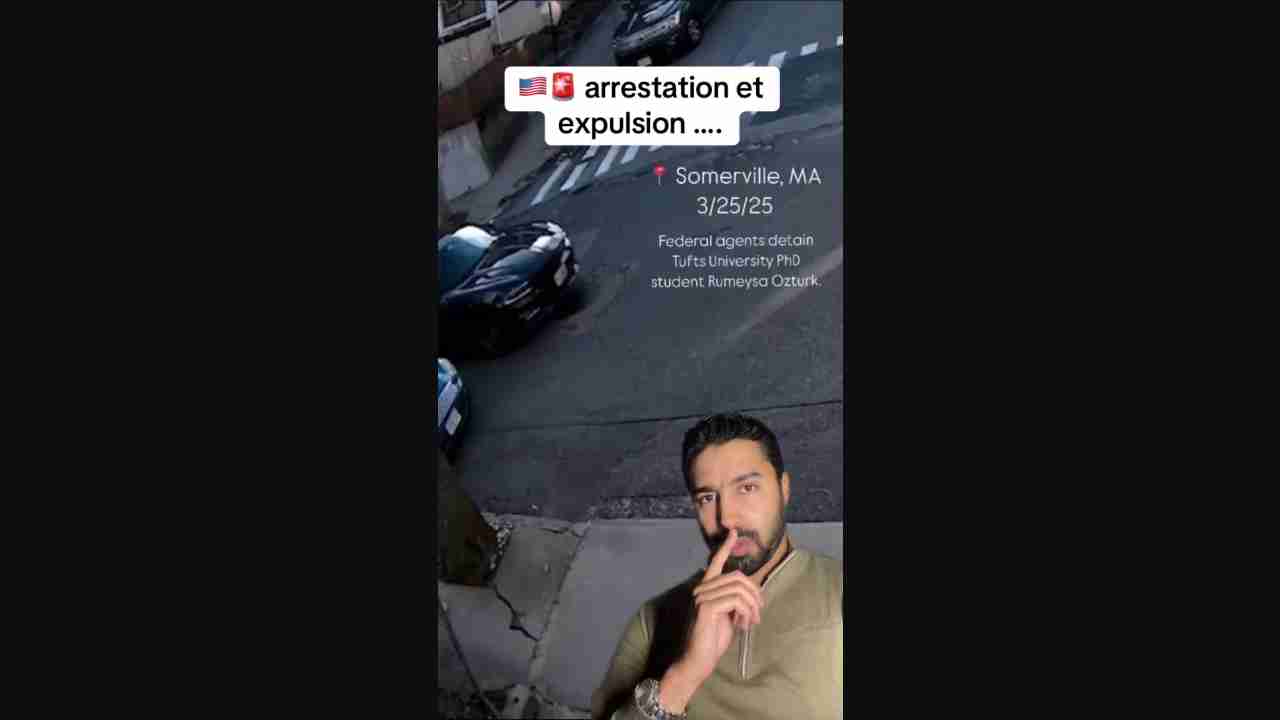 🇺🇸🚨 arrestation et
expulsion ....
📍 Somerville, MA
3/25/25
Federal agents detain
Tufts University PhD
student Rumeysa Ozturk.